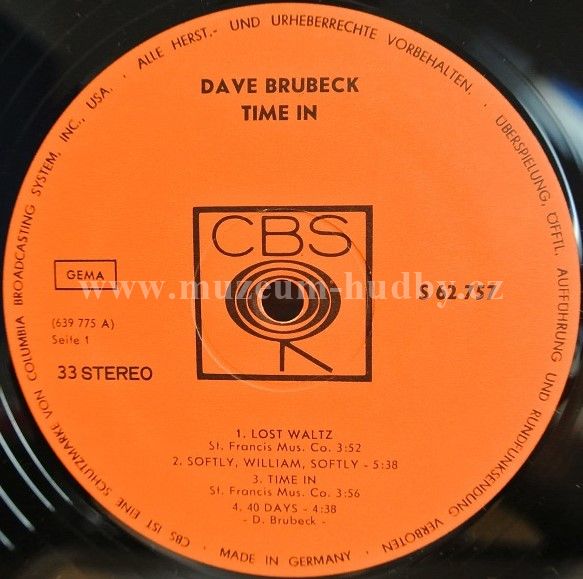 ALLE HERST.- UND URHEBERRECHTE VORBEHALTEN. · ÜBERSPIELUNG, ÖFFTL. AUFFÜHRUNG UND RUNDFUNKSENDUNG VERBOTEN · MADE IN GERMANY · CBS IST EINE SCHUTZMARKE VON COLUMBIA BROADCASTING SYSTEM, INC., USA. ·
DAVE BRUBECK
TIME IN
CBS
GEMA
www.muzeum-hudby.cz
S 62 757
(639 775 A)
Seite 1
33 STEREO
1. LOST WALTZ
St. Francis Mus. Co. 3:52
2. SOFTLY, WILLIAM, SOFTLY - 5:38
3. TIME IN
St. Francis Mus. Co. 3:56
4. 40 DAYS - 4:38
- D. Brubeck -